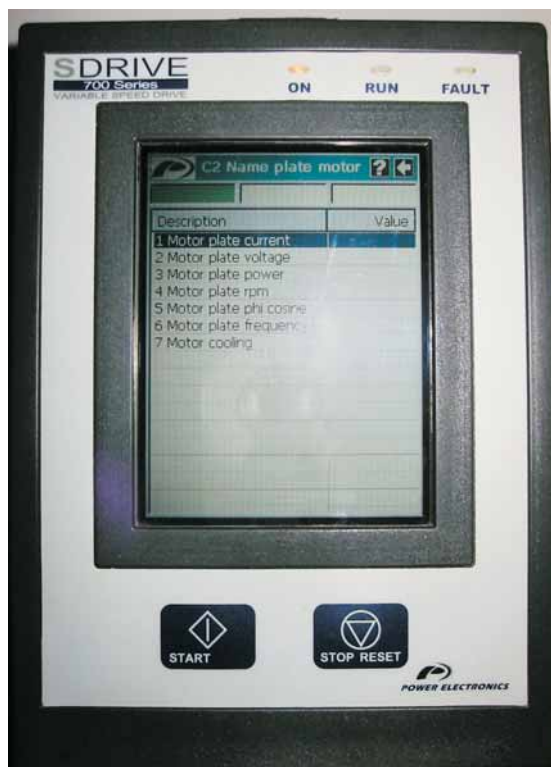 SDRIVE
700 Series
VARIABLE SPEED DRIVE
ON RUN FAULT
C2 Name plate motor ?
Description Value
1 Motor plate current
2 Motor plate voltage
3 Motor plate power
4 Motor plate rpm
5 Motor plate phi cosine
6 Motor plate frequency
7 Motor cooling
START
STOP RESET
POWER ELECTRONICS